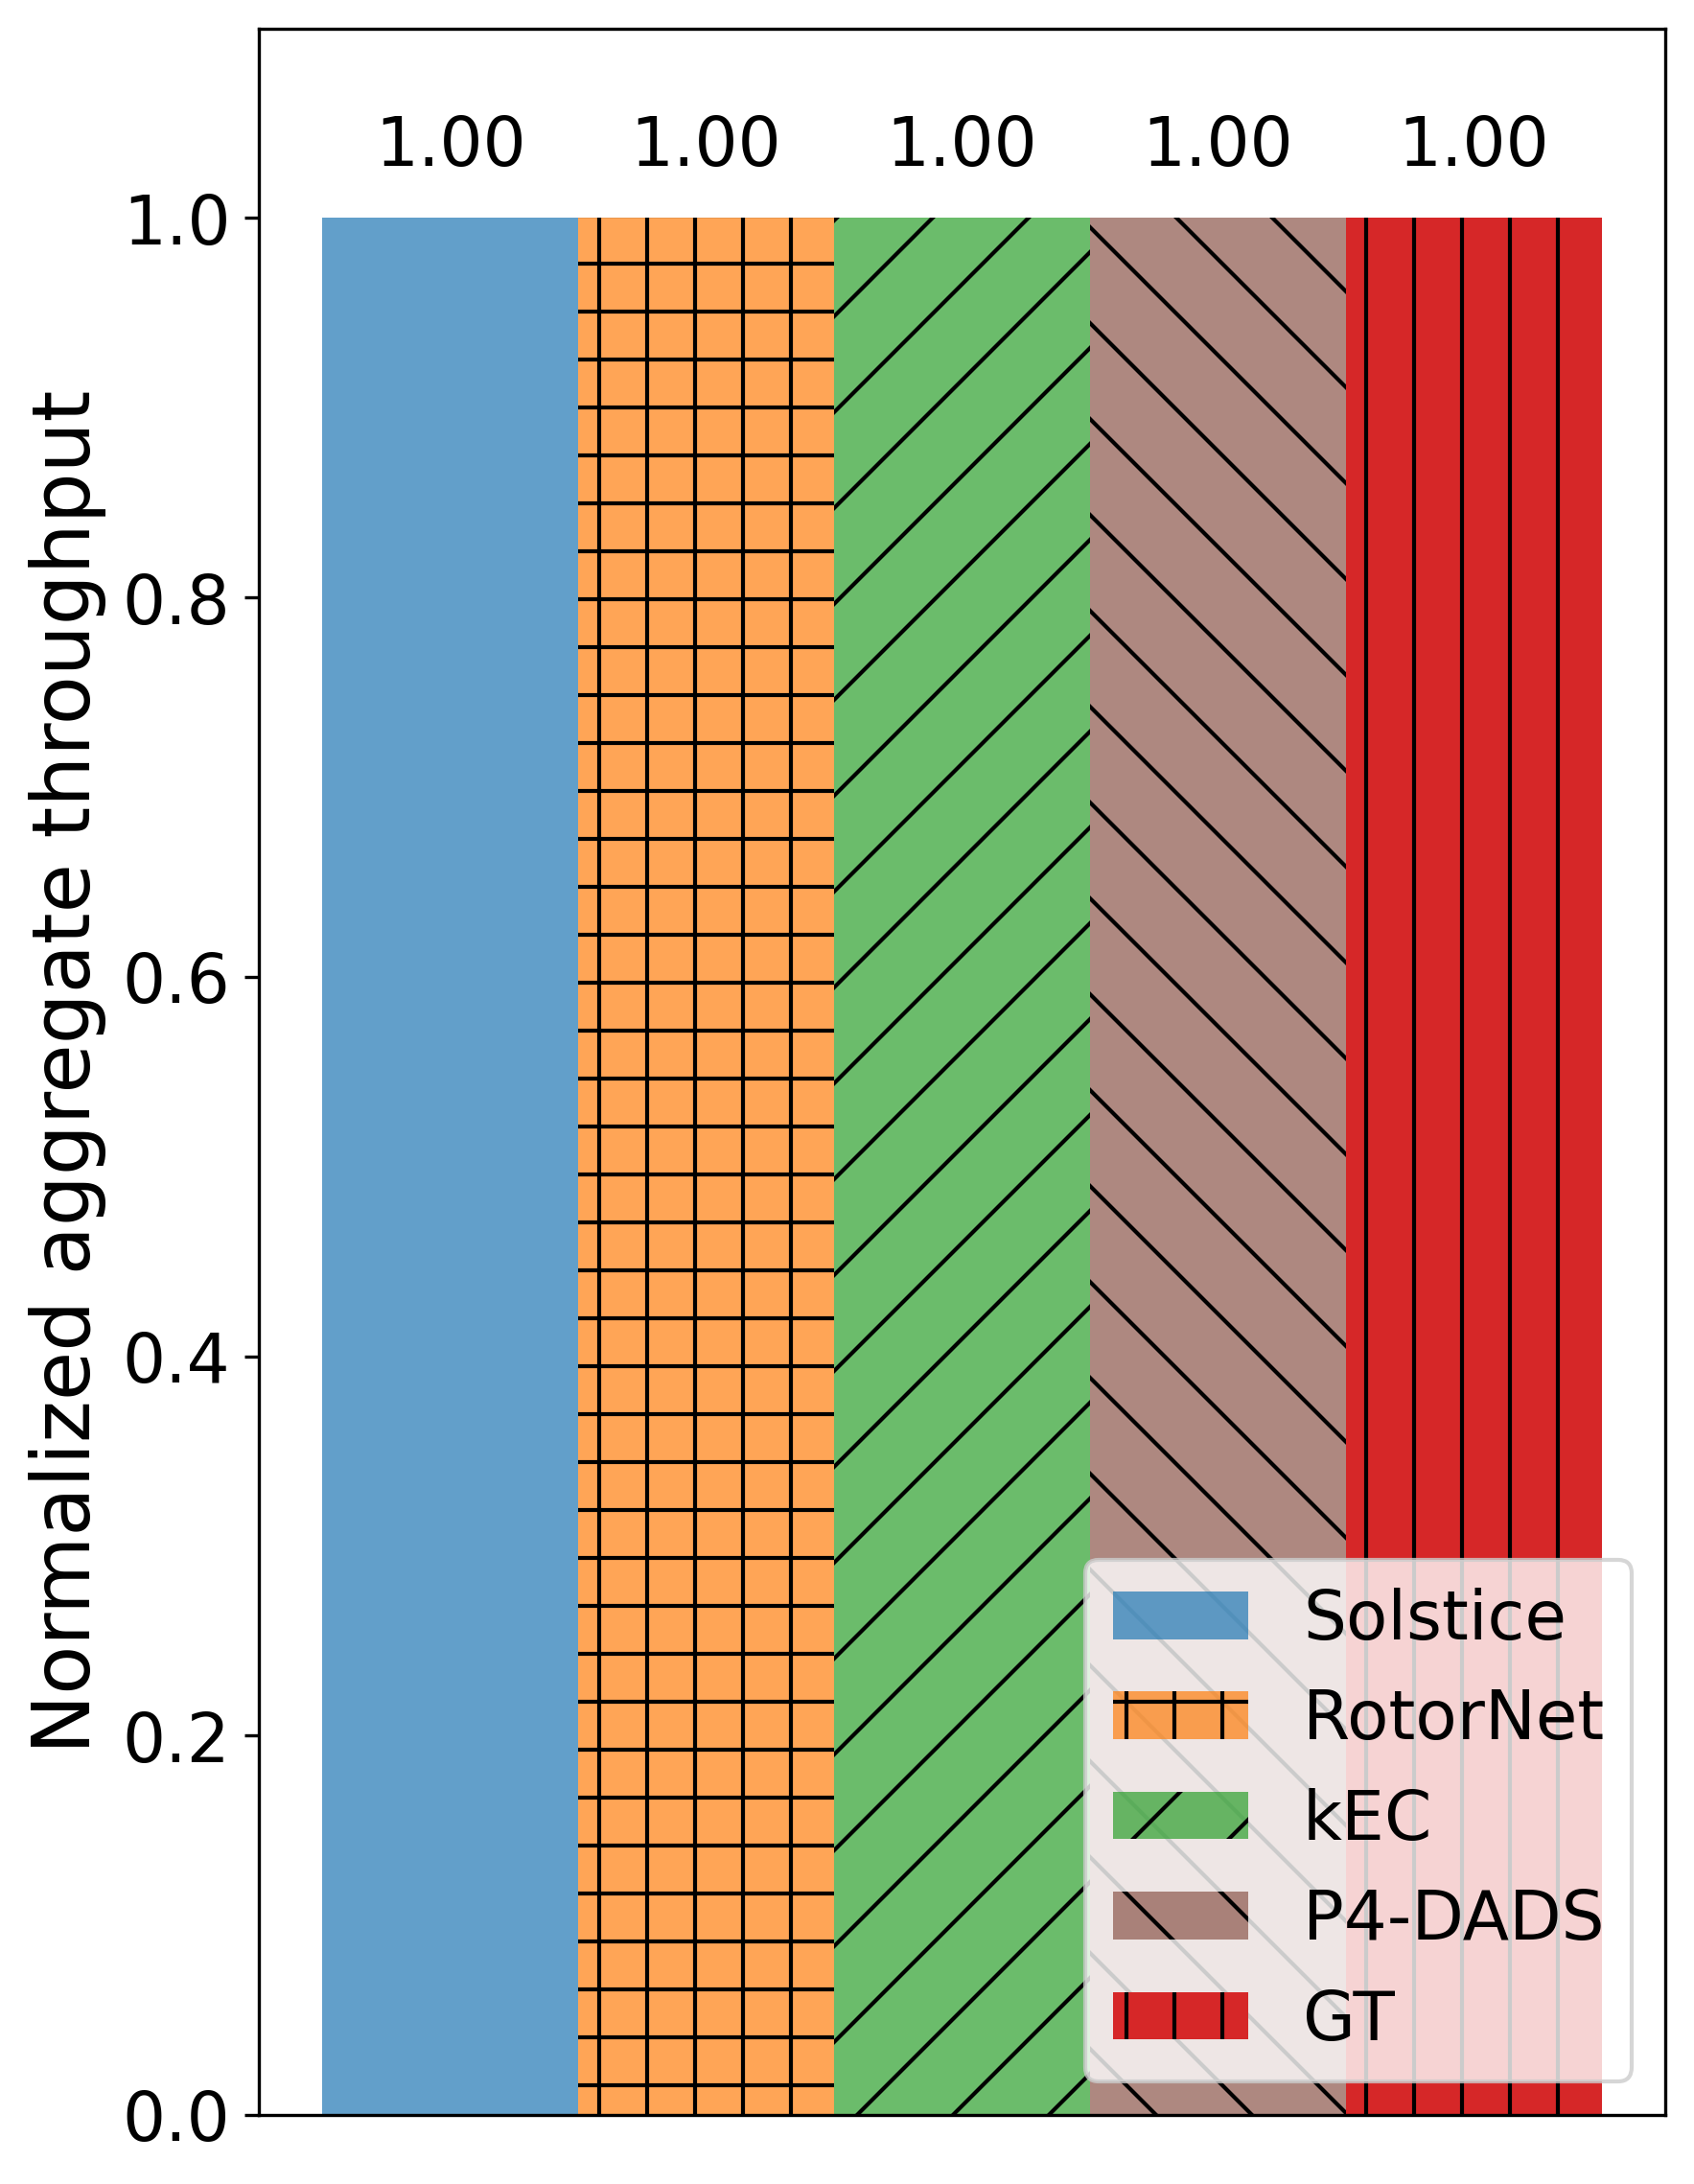 1.00 1.00 1.00 1.00 1.00
Normalized aggregate throughput
1.0
0.8
0.6
0.4
0.2
0.0
Solstice
RotorNet
kEC
P4-DADS
GT